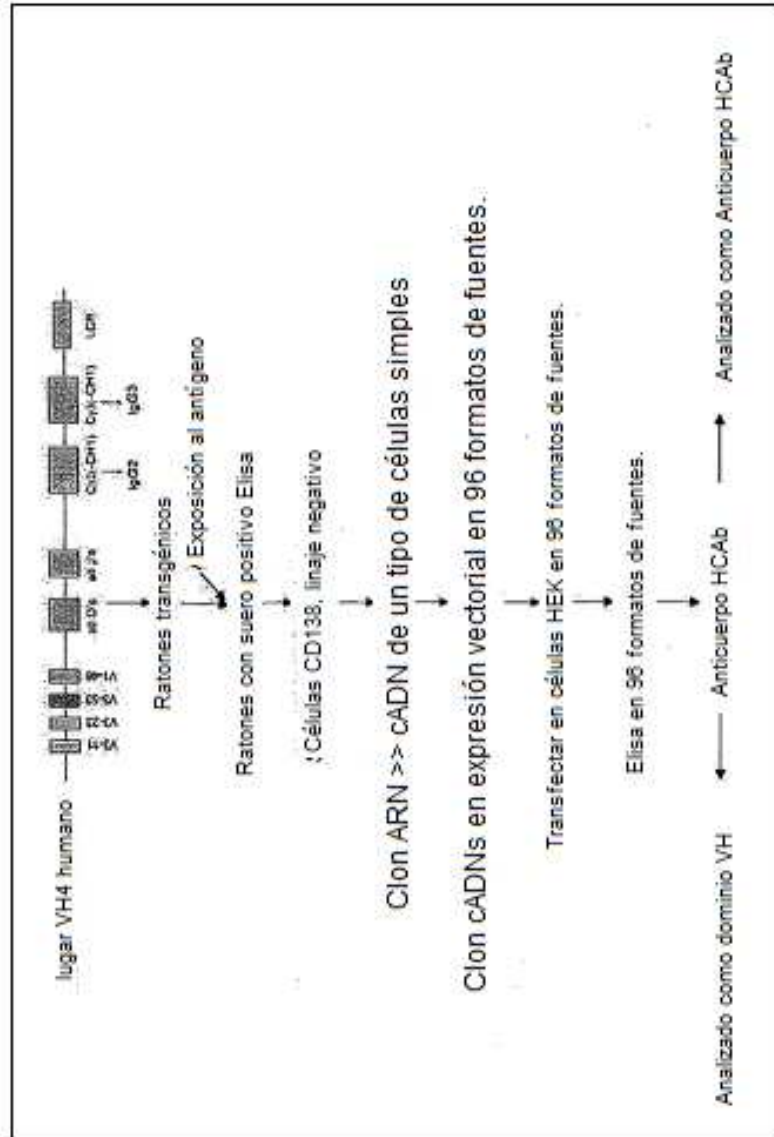 lugar VH4 humano
LCR
IgG2
IgG3
Ratones transgénicos
Exposición al antígeno
Ratones con suero positivo Elisa
Células CD138, linaje negativo
Clon ARN >> cADN de un tipo de células simples
Clon cADNs en expresión vectorial en 96 formatos de fuentes.
Transfectar en células HEK en 96 formatos de fuentes.
Elisa en 96 formatos de fuentes.
Analizado como dominio VH
Anticuerpo HCAb
Analizado como Anticuerpo HCAb